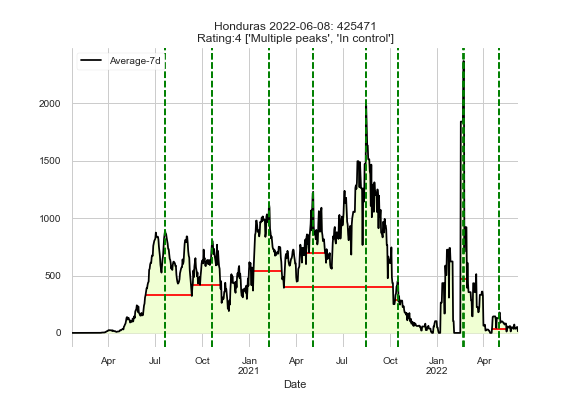 Honduras 2022-06-08: 425471
Rating:4 ['Multiple peaks', 'In control']
Average-7d
2000
1500
1000
500
0
Apr Jul Oct Jan Apr Jul Oct Jan Apr
2021 2022
Date